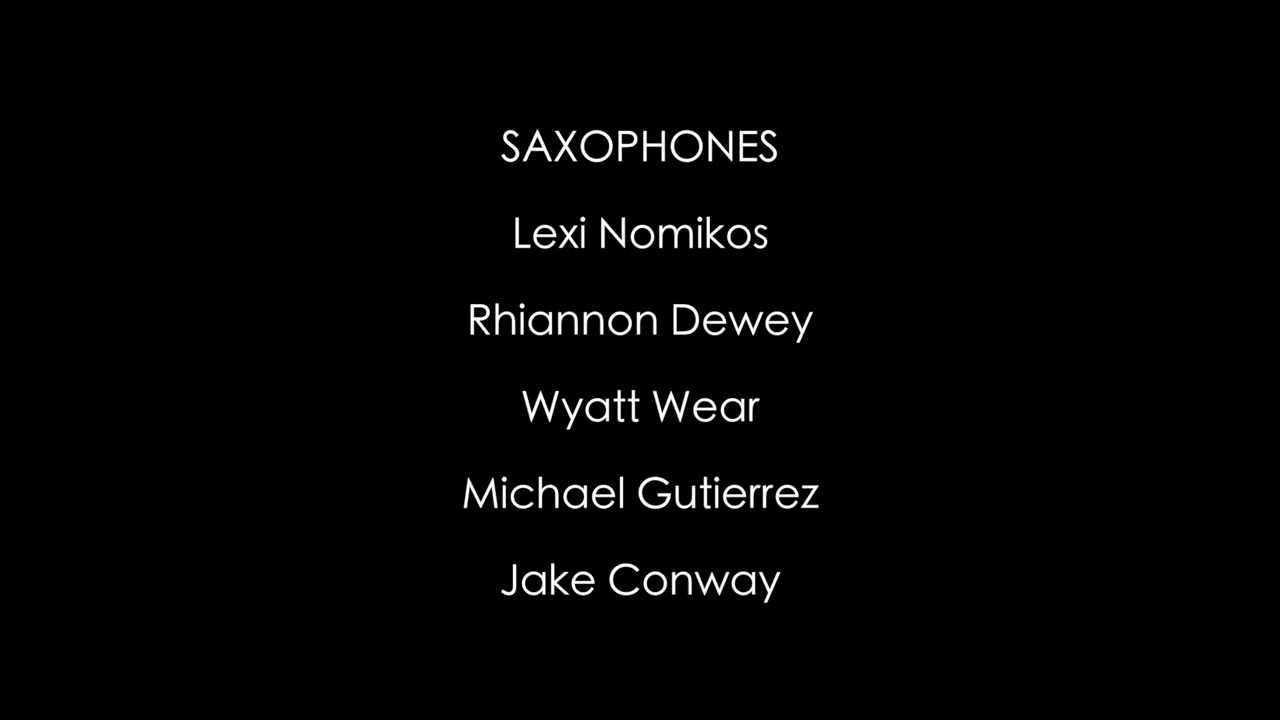 SAXOPHONES
Lexi Nomikos
Rhiannon Dewey
Wyatt Wear
Michael Gutierrez
Jake Conway